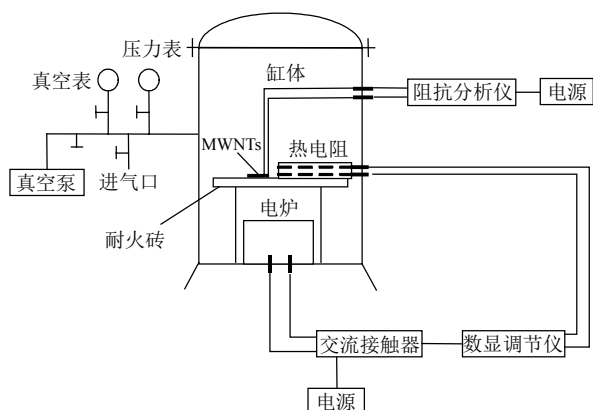 压力表
真空表
缸体
阻抗分析仪
电源
MWNTs
热电阻
真空泵
进气口
电炉
耐火砖
交流接触器
数显调节仪
电源